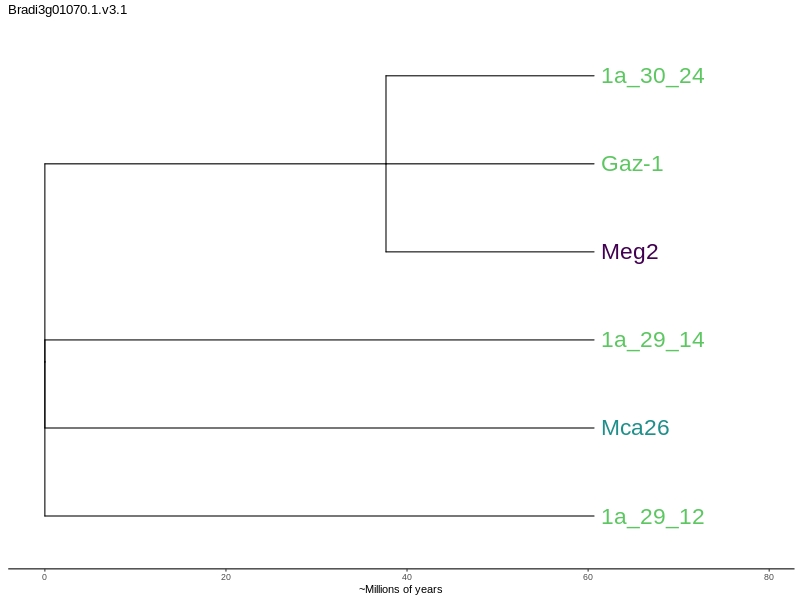 Bradi3g01070.1.v3.1
1a_30_24
Gaz-1
Meg2
1a_29_14
Mca26
1a_29_12
0 20 40 60 80
~Millions of years